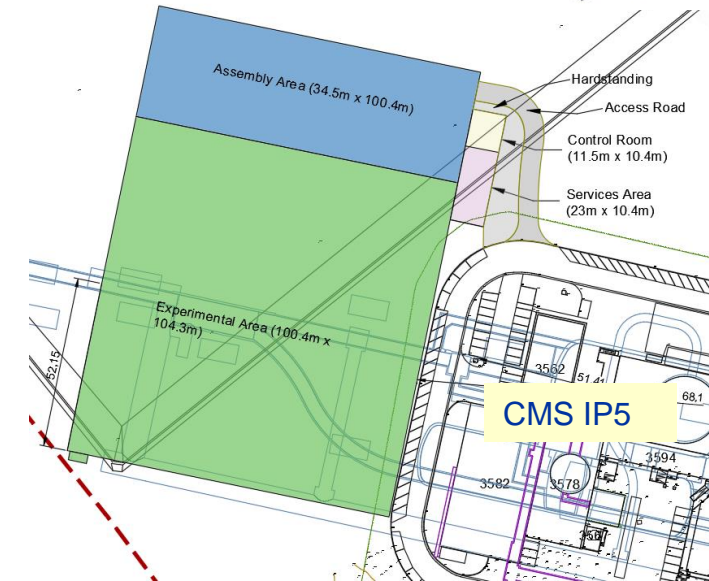 Assembly Area (34.5m x 100.4m)
Hardstanding
Access Road
Control Room
(11.5m x 10.4m)
Services Area
(23m x 10.4m)
Experimental Area (100.4m x
104.3m)
52.15
3562
51.41
68,1
CMS IP5
3594
3582
3578